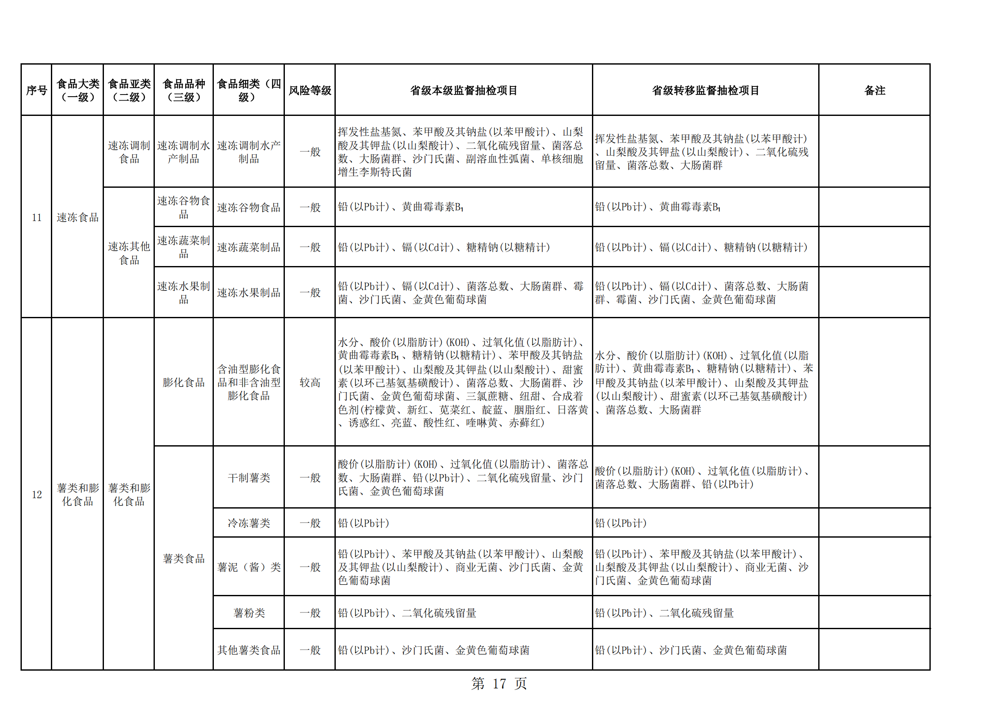 序号
食品大类
（一级）
食品亚类
（二级）
食品品种
（三级）
食品细类（四
级）
风险等级
省级本级监督抽检项目
省级转移监督抽检项目
备注
11
速冻食品
速冻调制
食品
速冻调制水
产制品
速冻调制水产
制品
一般
挥发性盐基氮、苯甲酸及其钠盐(以苯甲酸计)、山梨
酸及其钾盐(以山梨酸计)、二氧化硫残留量、菌落总
数、大肠菌群、沙门氏菌、副溶血性弧菌、单核细胞
增生李斯特氏菌
挥发性盐基氮、苯甲酸及其钠盐(以苯甲酸计)
、山梨酸及其钾盐(以山梨酸计)、二氧化硫残
留量、菌落总数、大肠菌群
速冻其他
食品
速冻谷物食
品
速冻谷物食品
一般
铅(以Pb计)、黄曲霉毒素B₁
铅(以Pb计)、黄曲霉毒素B₁
速冻蔬菜制
品
速冻蔬菜制品
一般
铅(以Pb计)、镉(以Cd计)、糖精钠(以糖精计)
铅(以Pb计)、镉(以Cd计)、糖精钠(以糖精计)
速冻水果制
品
速冻水果制品
一般
铅(以Pb计)、镉(以Cd计)、菌落总数、大肠菌群、霉
菌、沙门氏菌、金黄色葡萄球菌
铅(以Pb计)、镉(以Cd计)、菌落总数、大肠菌
群、霉菌、沙门氏菌、金黄色葡萄球菌
12
薯类和膨
化食品
薯类和膨
化食品
膨化食品
含油型膨化食
品和非含油型
膨化食品
较高
水分、酸价(以脂肪计)(KOH)、过氧化值(以脂肪计)、
黄曲霉毒素B₁、糖精钠(以糖精计)、苯甲酸及其钠盐
(以苯甲酸计)、山梨酸及其钾盐(以山梨酸计)、甜蜜
素(以环己基氨基磺酸计)、菌落总数、大肠菌群、沙
门氏菌、金黄色葡萄球菌、三氯蔗糖、纽甜、合成着
色剂(柠檬黄、新红、苋菜红、靛蓝、胭脂红、日落黄
、诱惑红、亮蓝、酸性红、喹啉黄、赤藓红)
水分、酸价(以脂肪计)(KOH)、过氧化值(以脂
肪计)、黄曲霉毒素B₁、糖精钠(以糖精计)、苯
甲酸及其钠盐(以苯甲酸计)、山梨酸及其钾盐
(以山梨酸计)、甜蜜素(以环己基氨基磺酸计)
、菌落总数、大肠菌群
薯类食品
干制薯类
一般
酸价(以脂肪计)(KOH)、过氧化值(以脂肪计)、菌落总
数、大肠菌群、铅(以Pb计)、二氧化硫残留量、沙门
氏菌、金黄色葡萄球菌
酸价(以脂肪计)(KOH)、过氧化值(以脂肪计)、
菌落总数、大肠菌群、铅(以Pb计)
冷冻薯类
一般
铅(以Pb计)
铅(以Pb计)
薯泥（酱）类
一般
铅(以Pb计)、苯甲酸及其钠盐(以苯甲酸计)、山梨酸
及其钾盐(以山梨酸计)、商业无菌、沙门氏菌、金黄
色葡萄球菌
铅(以Pb计)、苯甲酸及其钠盐(以苯甲酸计)、
山梨酸及其钾盐(以山梨酸计)、商业无菌、沙
门氏菌、金黄色葡萄球菌
薯粉类
一般
铅(以Pb计)、二氧化硫残留量
铅(以Pb计)、二氧化硫残留量
其他薯类食品
一般
铅(以Pb计)、沙门氏菌、金黄色葡萄球菌
铅(以Pb计)、沙门氏菌、金黄色葡萄球菌
第 17 页